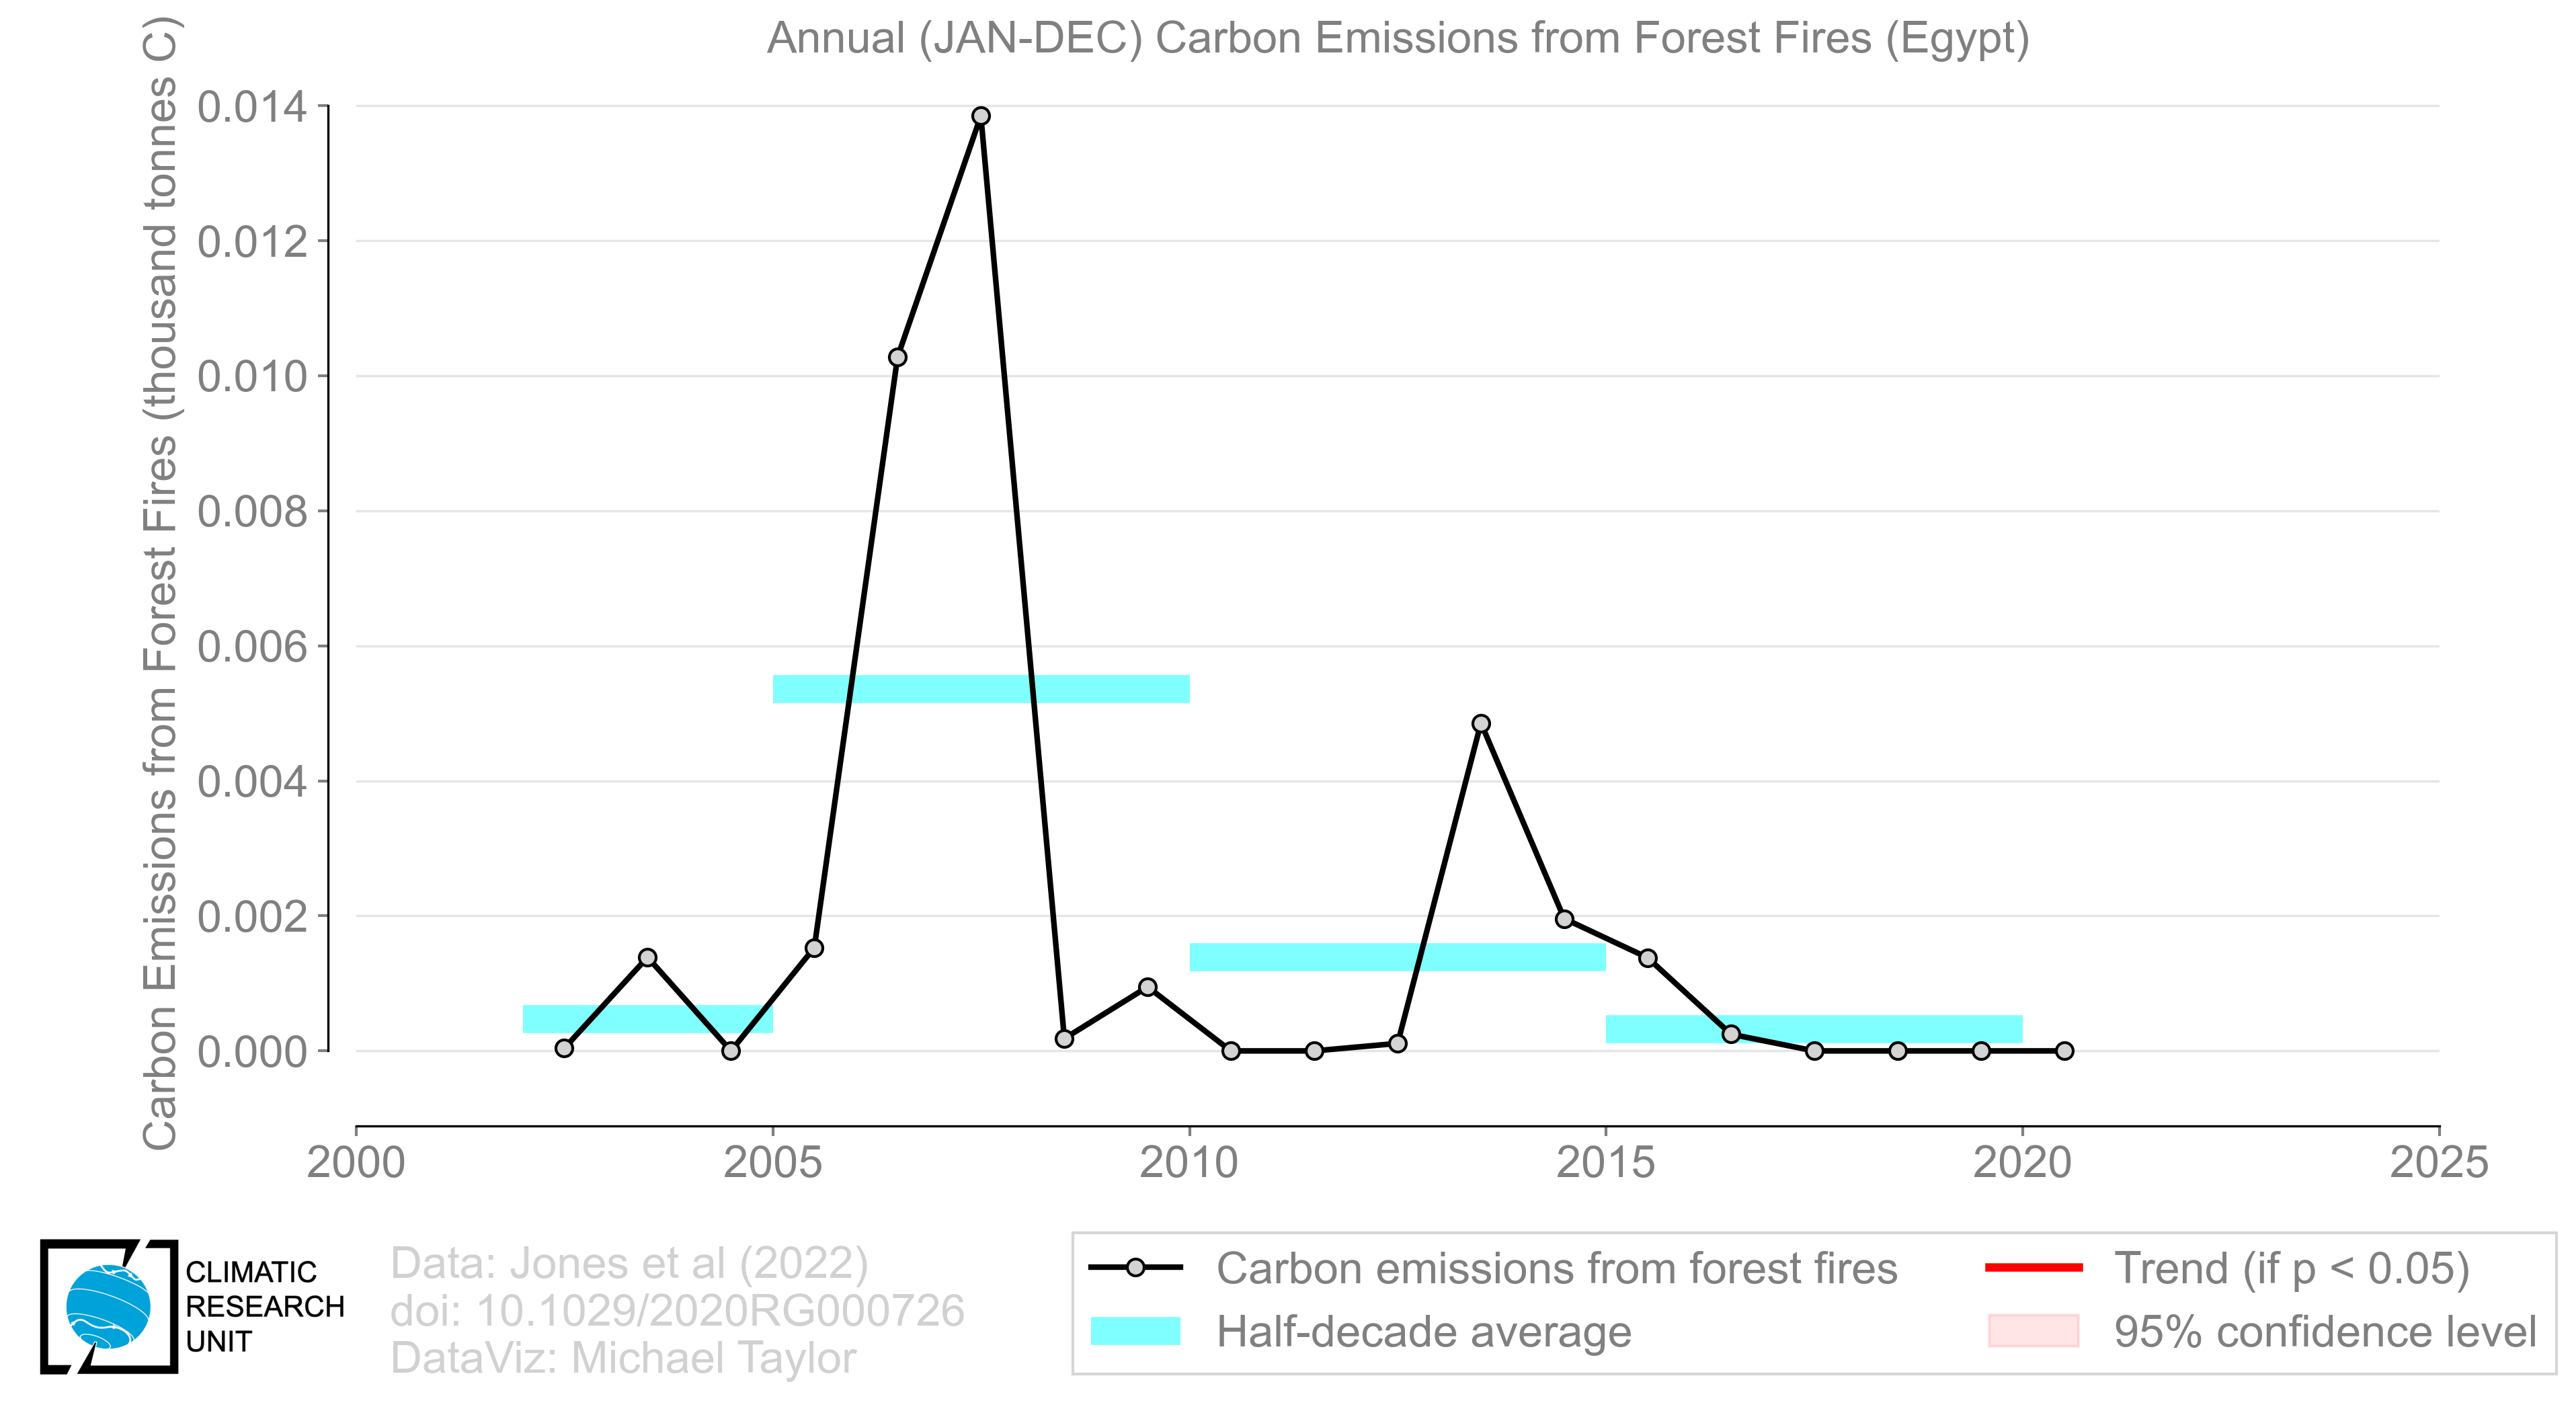 Annual (JAN-DEC) Carbon Emissions from Forest Fires (Egypt)
Carbon Emissions from Forest Fires (thousand tonnes C)
0.014
0.012
0.010
0.008
0.006
0.004
0.002
0.000
2000
2005
2010
2015
2020
2025
CLIMATIC
RESEARCH
UNIT
Data: Jones et al (2022)
doi: 10.1029/2020RG000726
DataViz: Michael Taylor
Carbon emissions from forest fires
Half-decade average
Trend (if p < 0.05)
95% confidence level